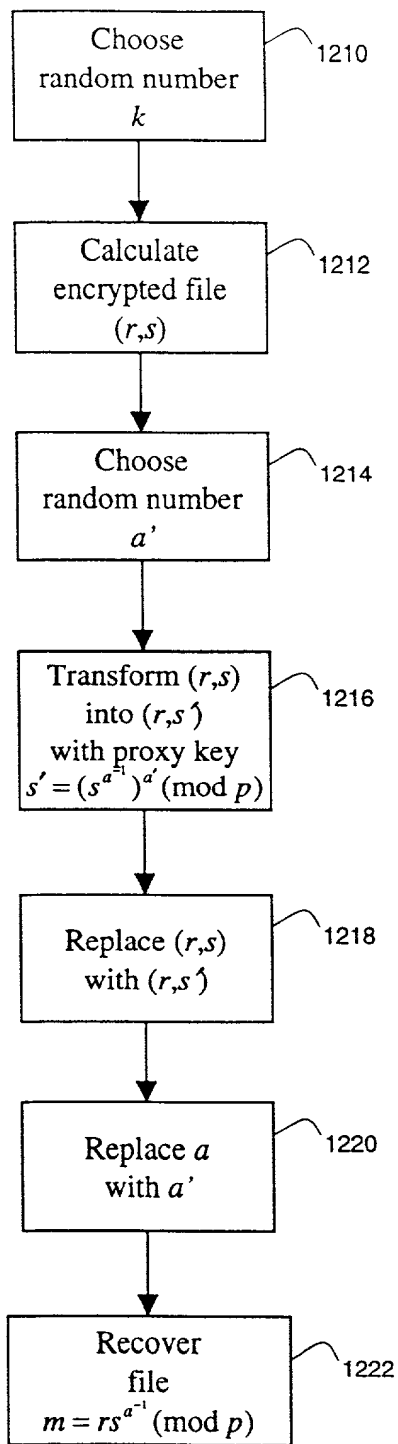 Choose
random number
k
1210
Calculate
encrypted file
(r,s)
1212
Choose
random number
a'
1214
Transform (r,s)
into (r,s')
with proxy key
s' = (s^{a^{-1}})^{a'} (mod p)
1216
Replace (r,s)
with (r,s')
1218
Replace a
with a'
1220
Recover
file
m = rs^{a^{-1}} (mod p)
1222